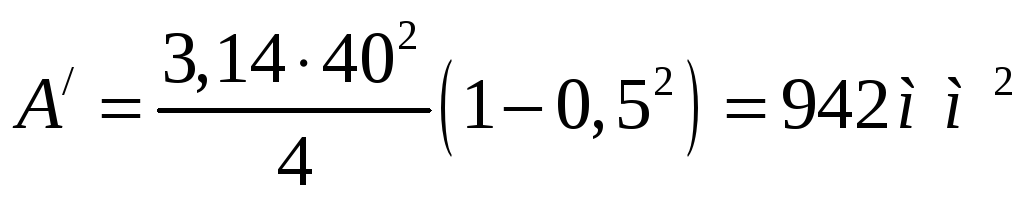 A/ = 3,14·40²/4 (1−0,5²) = 942ì ì ²